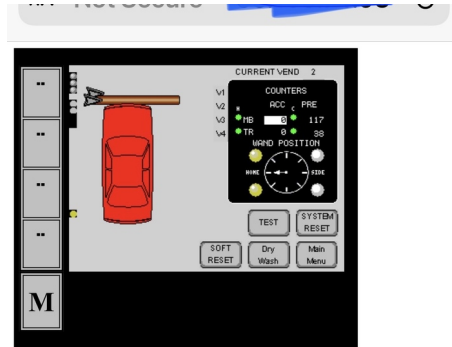 Not Secure
CURRENT VEND 2
COUNTERS
V1
V2 M ACC C PRE
V3 MB 0 117
V4 TR 0 38
WAND POSITION
HOME SIDE
TEST
SYSTEM RESET
SOFT RESET
Dry Wash
Main Menu
M